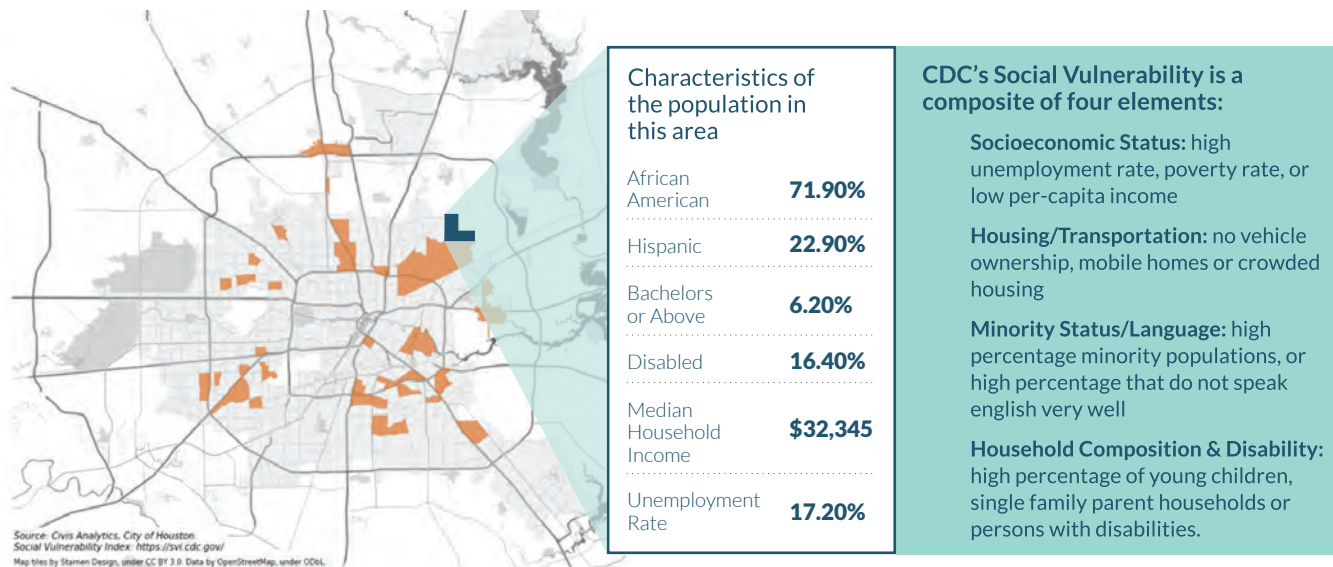 Characteristics of
the population in
this area
African
American
71.90%
Hispanic
22.90%
Bachelors
or Above
6.20%
Disabled
16.40%
Median
Household
Income
$32,345
Unemployment
Rate
17.20%
CDC's Social Vulnerability is a
composite of four elements:
Socioeconomic Status: high
unemployment rate, poverty rate, or
low per-capita income
Housing/Transportation: no vehicle
ownership, mobile homes or crowded
housing
Minority Status/Language: high
percentage minority populations, or
high percentage that do not speak
english very well
Household Composition & Disability:
high percentage of young children,
single family parent households or
persons with disabilities.
Source: Civis Analytics, City of Houston
Social Vulnerability Index: https://svi.cdc.gov/
Map tiles by Stamen Design, under CC BY 3.0. Data by OpenStreetMap, under ODbL.